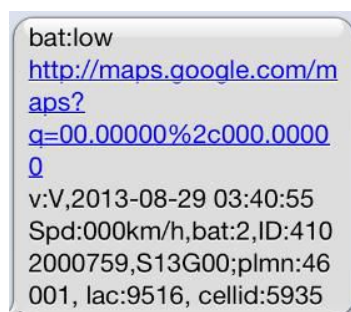 bat:low
http://maps.google.com/m
aps?
q=00.00000%2c000.0000
0
v:V,2013-08-29 03:40:55
Spd:000km/h,bat:2,ID:410
2000759,S13G00;plmn:46
001, lac:9516, cellid:5935